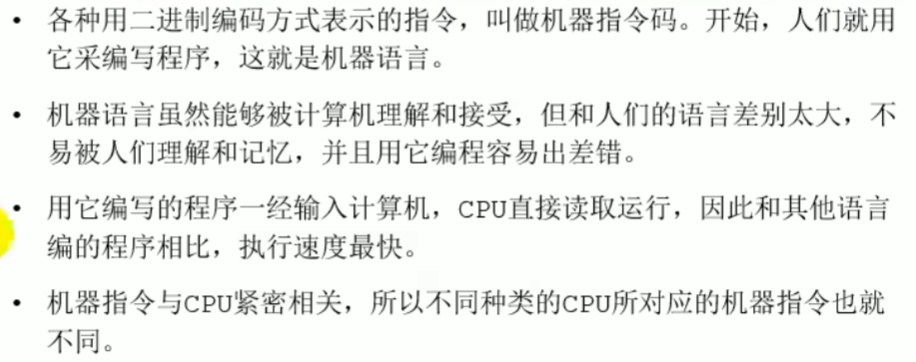 • 各种用二进制编码方式表示的指令，叫做机器指令码。开始，人们就用
它采编写程序，这就是机器语言。
• 机器语言虽然能够被计算机理解和接受，但和人们的语言差别太大，不
易被人们理解和记忆，并且用它编程容易出差错。
• 用它编写的程序一经输入计算机，CPU直接读取运行，因此和其他语言
编的程序相比，执行速度最快。
• 机器指令与CPU紧密相关，所以不同种类的CPU所对应的机器指令也就
不同。